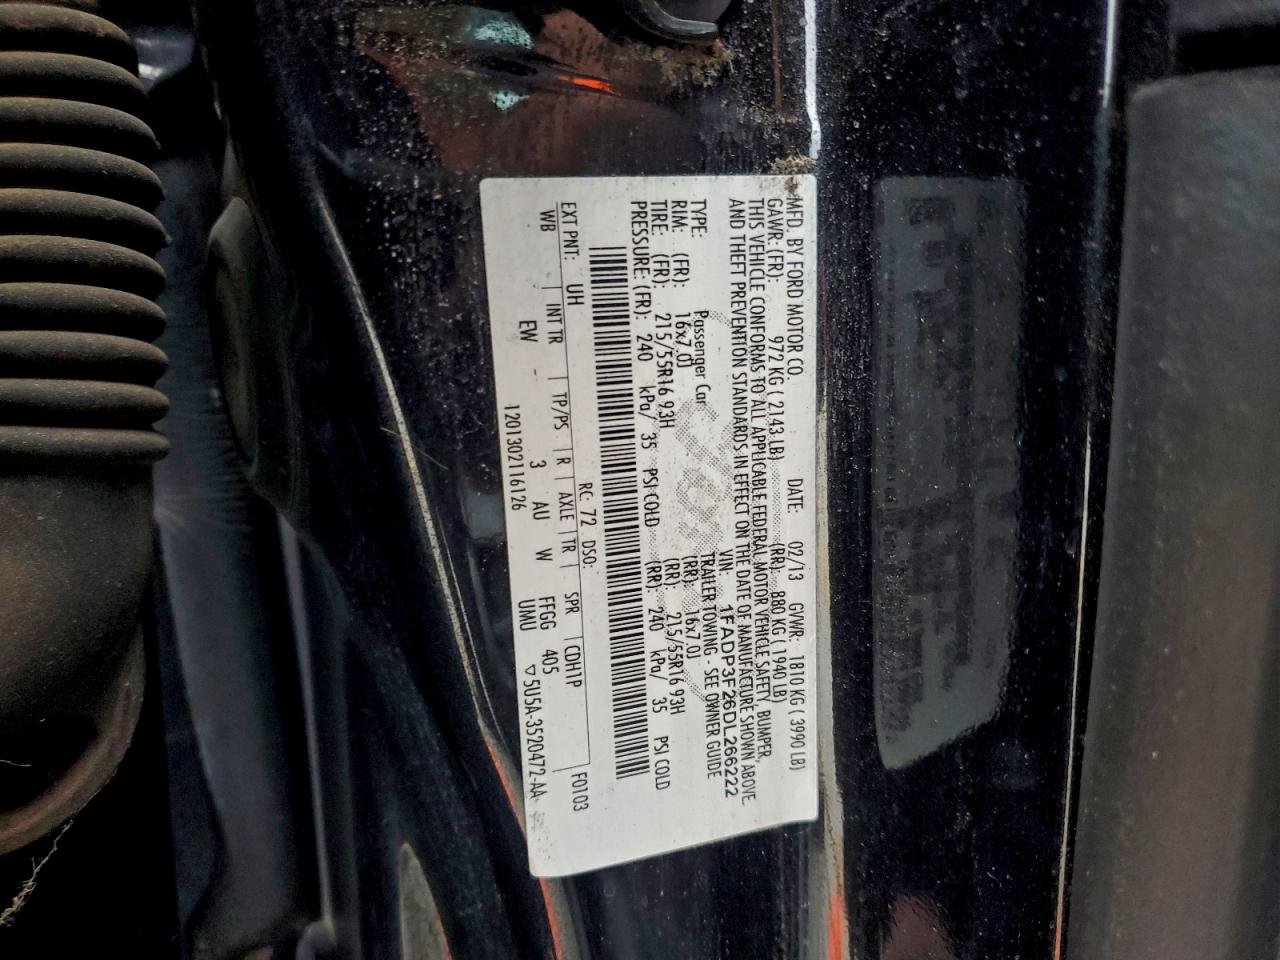 MFD. BY FORD MOTOR CO. DATE: 02/13 GVWR: 1810 KG ( 3990 LB)
GAWR: (FR): 972 KG ( 2143 LB) (RR): 880 KG ( 1940 LB)
THIS VEHICLE CONFORMS TO ALL APPLICABLE FEDERAL MOTOR VEHICLE SAFETY, BUMPER,
AND THEFT PREVENTION STANDARDS IN EFFECT ON THE DATE OF MANUFACTURE SHOWN ABOVE.
VIN: 1FADP3F26DL266222
TYPE: Passenger Car TRAILER TOWING - SEE OWNER GUIDE
RIM: (FR): 16x7.0J (RR): 16x7.0J
TIRE: (FR): 215/55R16 93H (RR): 215/55R16 93H
PRESSURE: (FR): 240 kPa/ 35 PSI COLD (RR): 240 kPa/ 35 PSI COLD
F0103
RC: 72 DSO:
EXT PNT: UH
WB INT TR TP/PS R AXLE TR SPR CDH1P
EW - 3 AU W FFGG 405
1201302116126 UMU ▽5U5A-3520472-AA